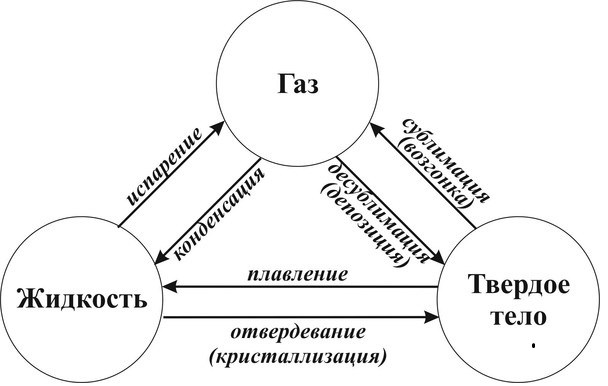 Газ
испарение
конденсация
десублимация
(депозиция)
сублимация
(возгонка)
Жидкость
плавление
отвердевание
(кристаллизация)
Твердое
тело